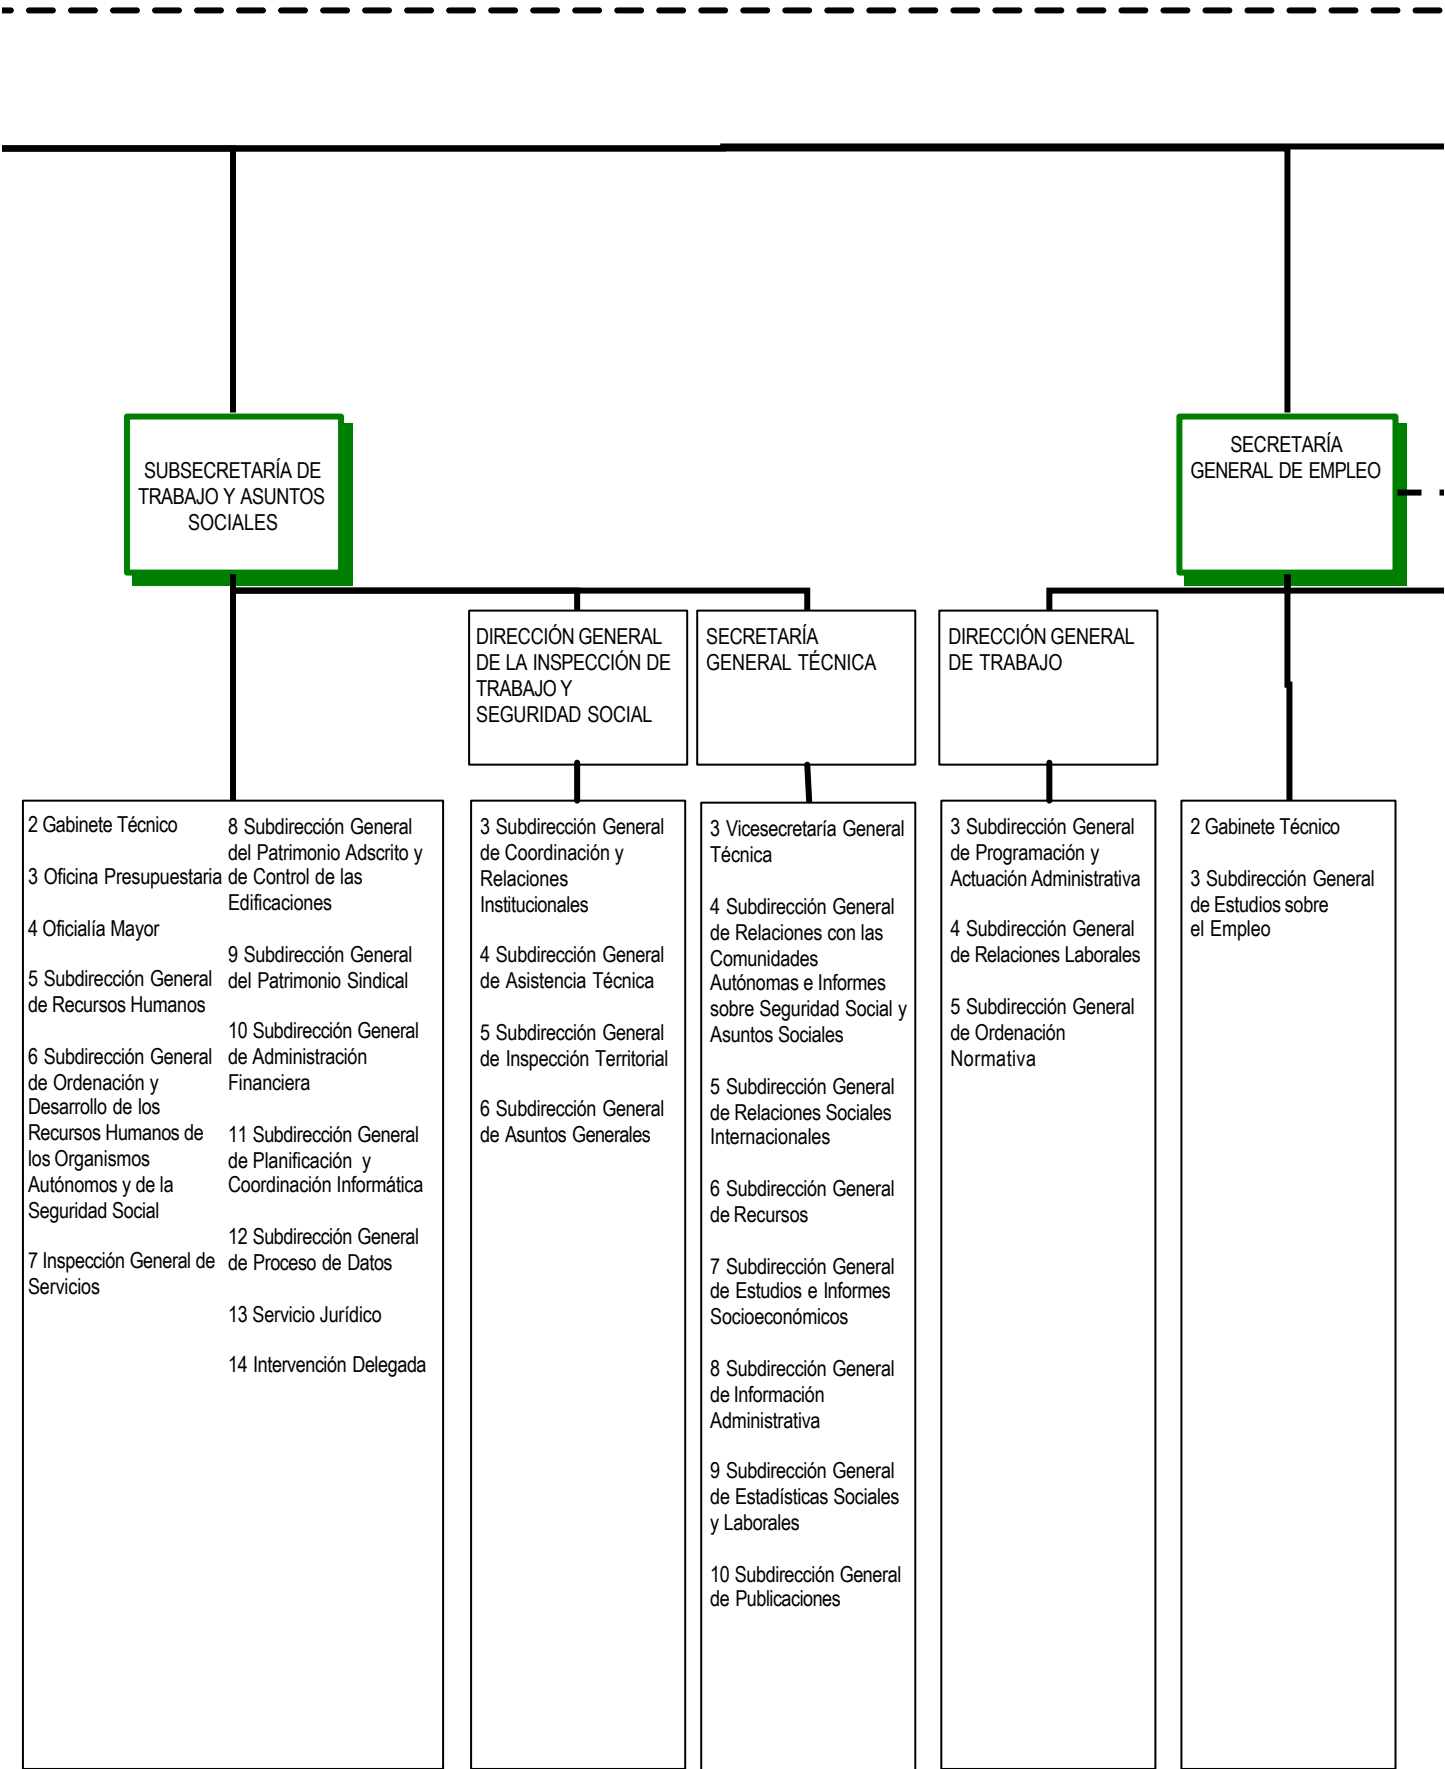 SUBSECRETARÍA DE
TRABAJO Y ASUNTOS
SOCIALES
SECRETARÍA
GENERAL DE EMPLEO
DIRECCIÓN GENERAL
DE LA INSPECCIÓN DE
TRABAJO Y
SEGURIDAD SOCIAL
SECRETARÍA
GENERAL TÉCNICA
DIRECCIÓN GENERAL
DE TRABAJO
2 Gabinete Técnico
3 Oficina Presupuestaria
4 Oficialía Mayor
5 Subdirección General
de Recursos Humanos
6 Subdirección General
de Ordenación y
Desarrollo de los
Recursos Humanos de
los Organismos
Autónomos y de la
Seguridad Social
7 Inspección General de
Servicios
8 Subdirección General
del Patrimonio Adscrito y
de Control de las
Edificaciones
9 Subdirección General
del Patrimonio Sindical
10 Subdirección General
de Administración
Financiera
11 Subdirección General
de Planificación y
Coordinación Informática
12 Subdirección General
de Proceso de Datos
13 Servicio Jurídico
14 Intervención Delegada
3 Subdirección General
de Coordinación y
Relaciones
Institucionales
4 Subdirección General
de Asistencia Técnica
5 Subdirección General
de Inspección Territorial
6 Subdirección General
de Asuntos Generales
3 Vicesecretaría General
Técnica
4 Subdirección General
de Relaciones con las
Comunidades
Autónomas e Informes
sobre Seguridad Social y
Asuntos Sociales
5 Subdirección General
de Relaciones Sociales
Internacionales
6 Subdirección General
de Recursos
7 Subdirección General
de Estudios e Informes
Socioeconómicos
8 Subdirección General
de Información
Administrativa
9 Subdirección General
de Estadísticas Sociales
y Laborales
10 Subdirección General
de Publicaciones
3 Subdirección General
de Programación y
Actuación Administrativa
4 Subdirección General
de Relaciones Laborales
5 Subdirección General
de Ordenación
Normativa
2 Gabinete Técnico
3 Subdirección General
de Estudios sobre
el Empleo